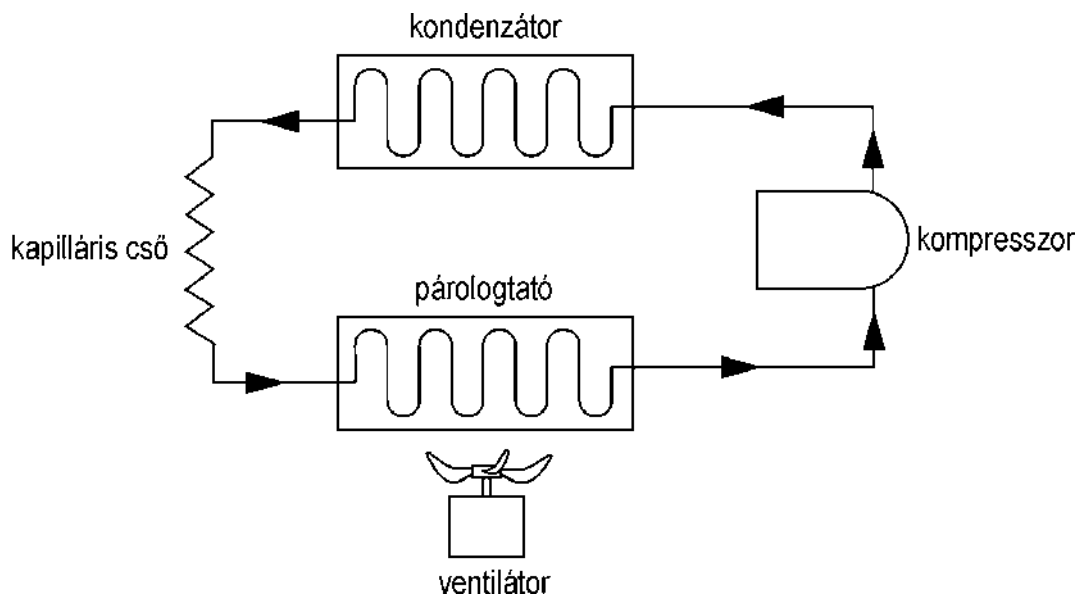 kondenzátor
kapilláris cső
kompresszor
párologtató
ventilátor